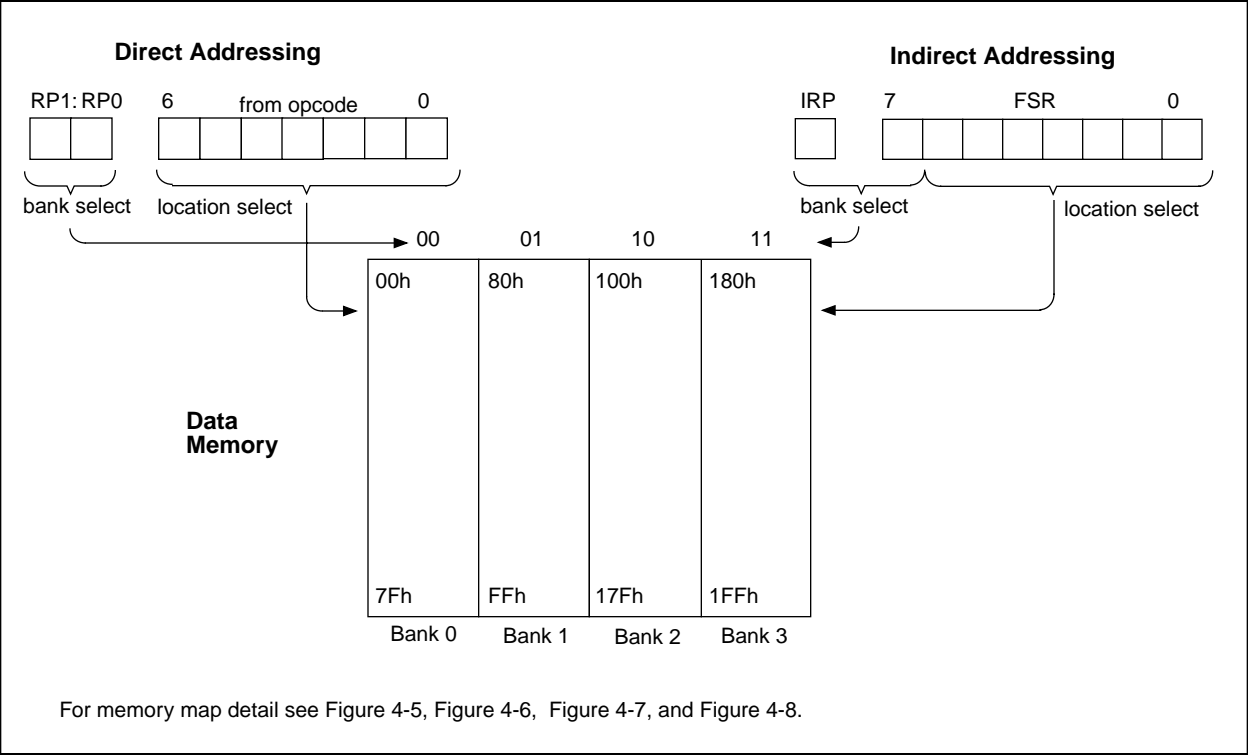 Direct Addressing
RP1: RP0 6 from opcode 0
bank select location select
Indirect Addressing
IRP 7 FSR 0
bank select location select
00 01 10 11
00h 80h 100h 180h
Data
Memory
7Fh FFh 17Fh 1FFh
Bank 0 Bank 1 Bank 2 Bank 3
For memory map detail see Figure 4-5, Figure 4-6, Figure 4-7, and Figure 4-8.